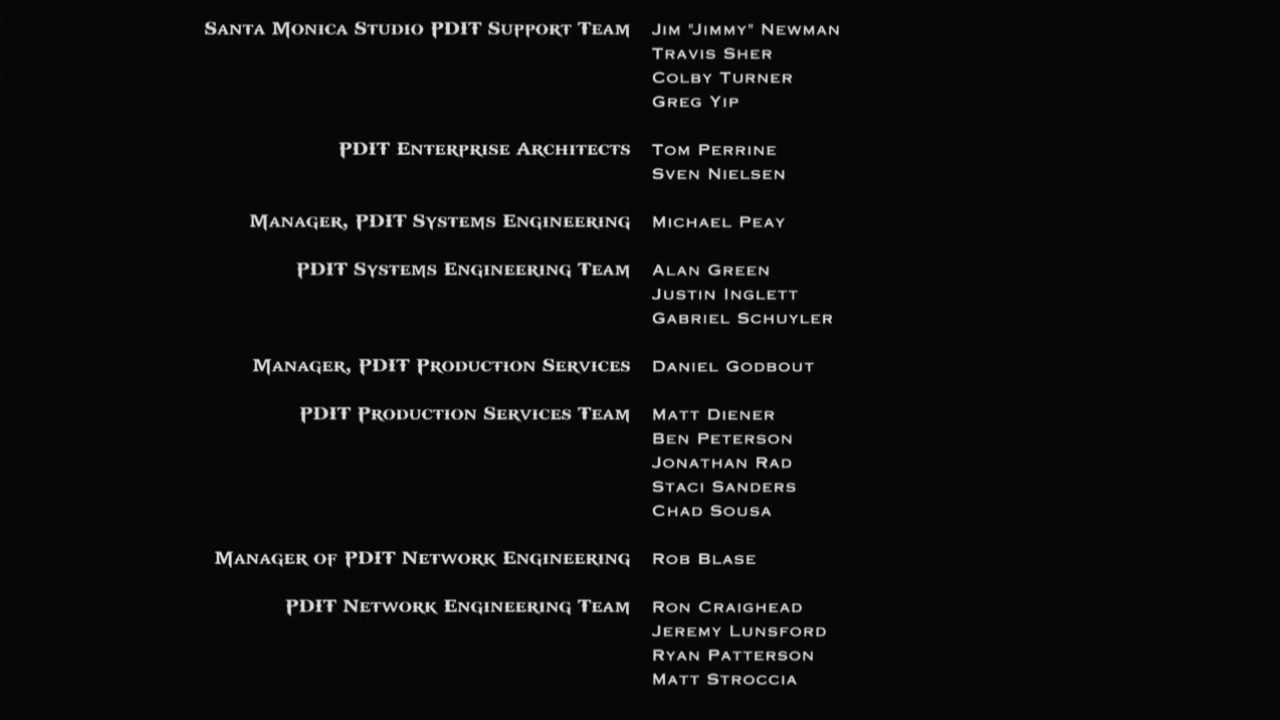 Santa Monica Studio PDIT Support Team Jim "Jimmy" Newman
Travis Sher
Colby Turner
Greg Yip
PDIT Enterprise Architects Tom Perrine
Sven Nielsen
Manager, PDIT Systems Engineering Michael Peay
PDIT Systems Engineering Team Alan Green
Justin Inglett
Gabriel Schuyler
Manager, PDIT Production Services Daniel Godbout
PDIT Production Services Team Matt Diener
Ben Peterson
Jonathan Rad
Staci Sanders
Chad Sousa
Manager of PDIT Network Engineering Rob Blase
PDIT Network Engineering Team Ron Craighead
Jeremy Lunsford
Ryan Patterson
Matt Stroccia